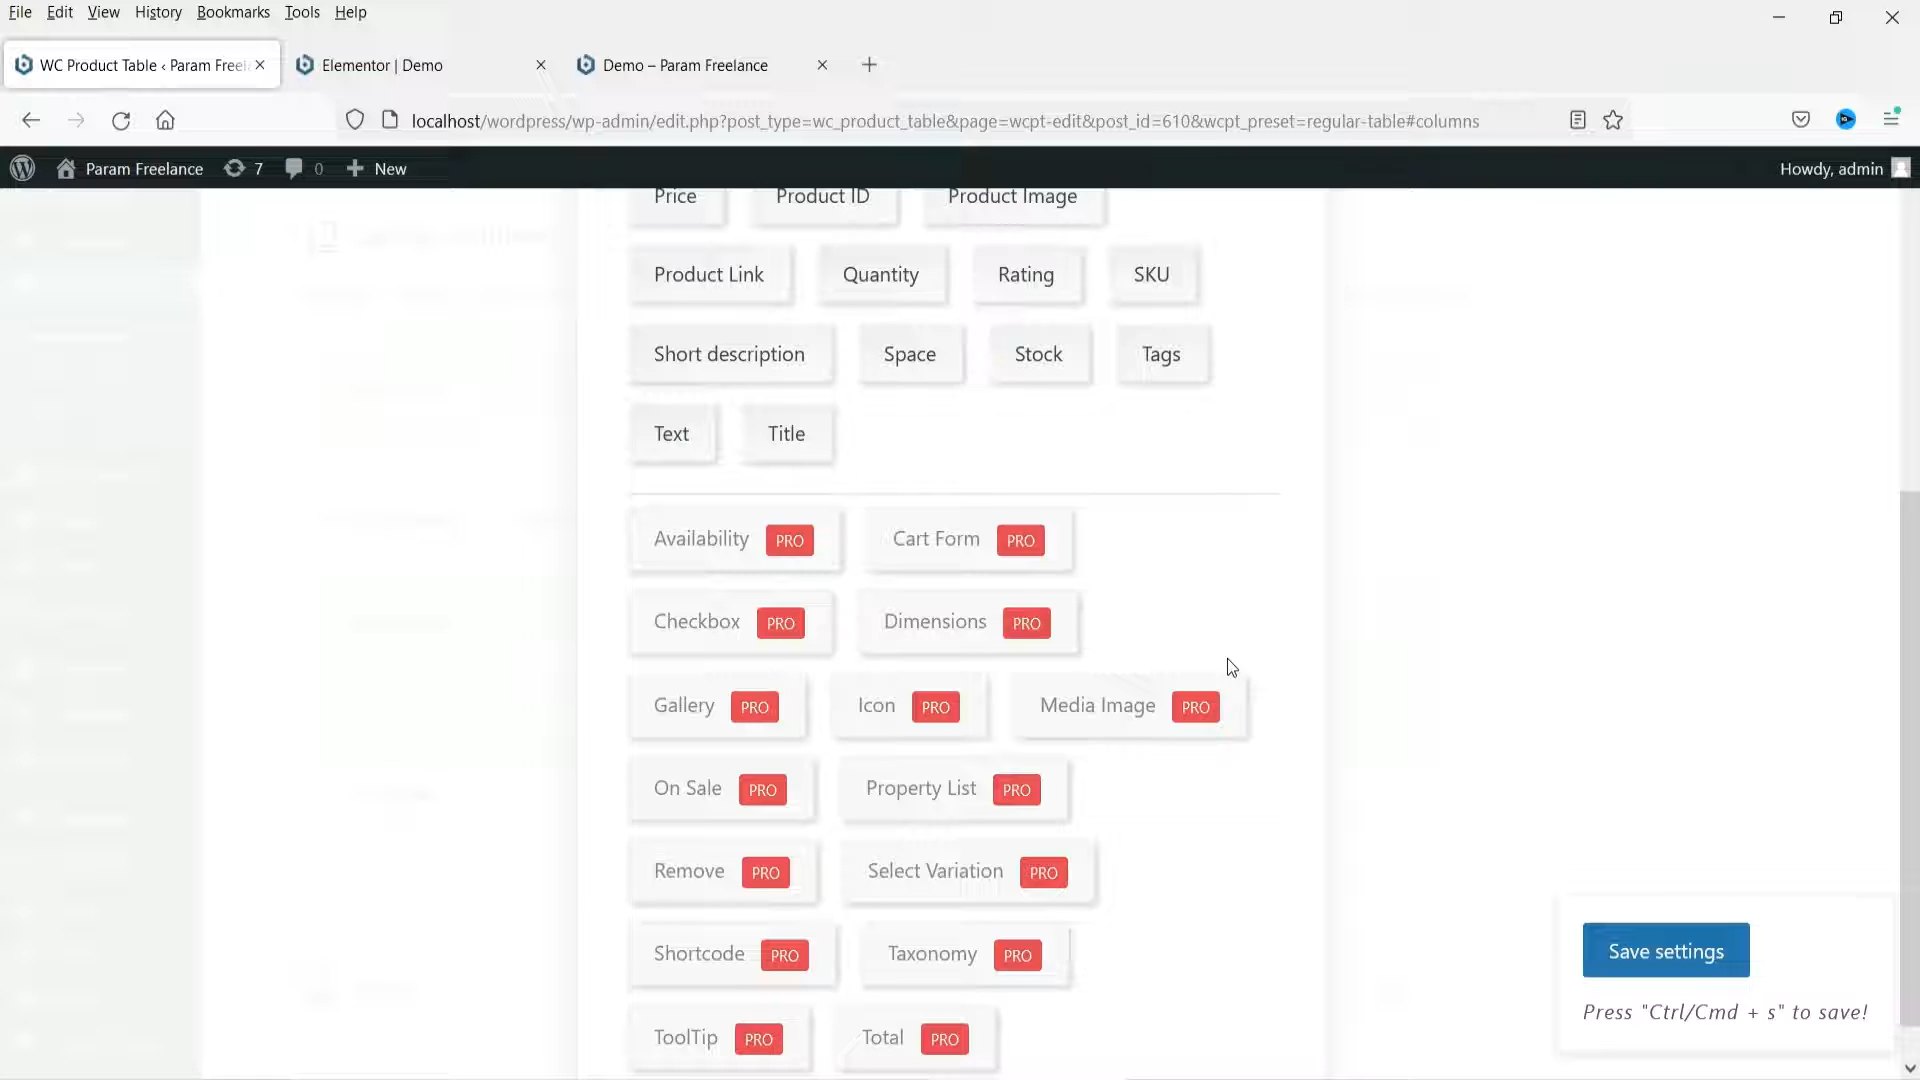 File Edit View History Bookmarks Tools Help
WC Product Table ‹ Param Freel
Elementor | Demo
Demo – Param Freelance
localhost/wordpress/wp-admin/edit.php?post_type=wc_product_table&page=wcpt-edit&post_id=610&wcpt_preset=regular-table#columns
Param Freelance 7 0 New Howdy, admin
Price Product ID Product Image
Product Link Quantity Rating SKU
Short description Space Stock Tags
Text Title
Availability PRO Cart Form PRO
Checkbox PRO Dimensions PRO
Gallery PRO Icon PRO Media Image PRO
On Sale PRO Property List PRO
Remove PRO Select Variation PRO
Shortcode PRO Taxonomy PRO
ToolTip PRO Total PRO
Save settings
Press "Ctrl/Cmd + s" to save!